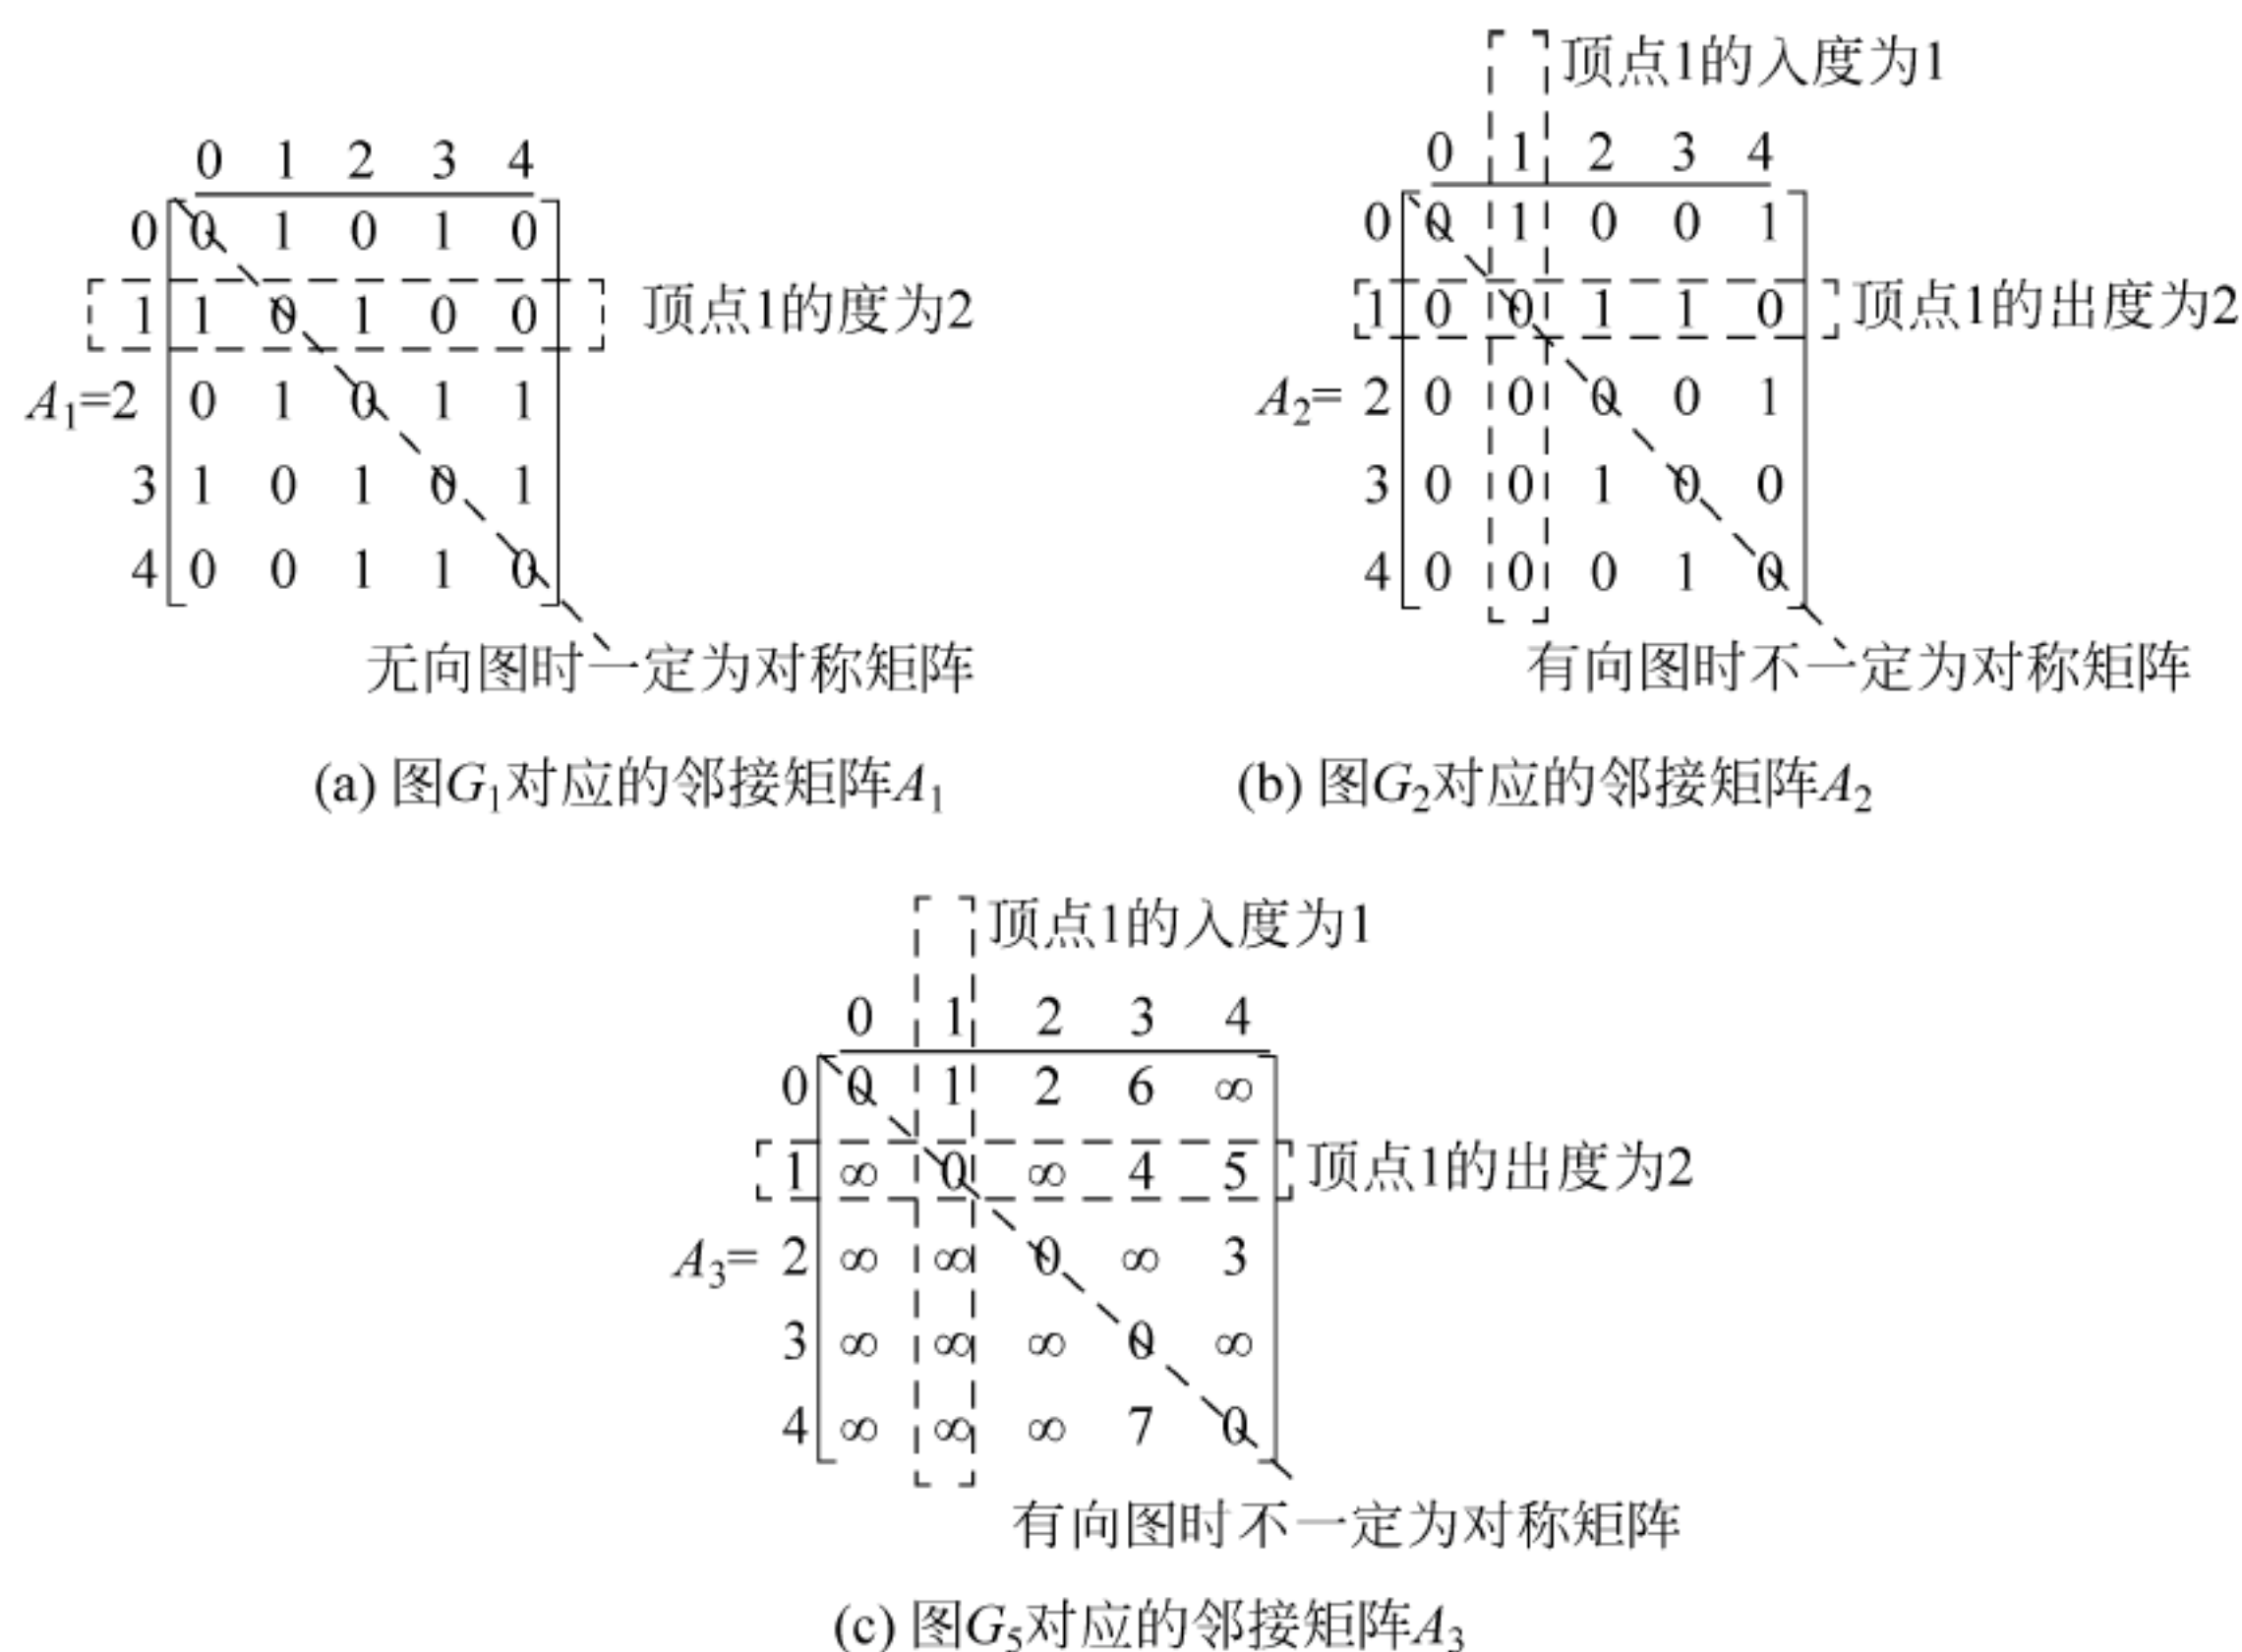 0 1 2 3 4
0 0 1 0 1 0
1 1 0 1 0 0 顶点1的度为2
A1=2 0 1 0 1 1
3 1 0 1 0 1
4 0 0 1 1 0
无向图时一定为对称矩阵
(a) 图G1对应的邻接矩阵A1
顶点1的入度为1
0 1 2 3 4
0 0 1 0 0 1
1 0 0 1 1 0 顶点1的出度为2
A2= 2 0 0 0 0 1
3 0 0 1 0 0
4 0 0 0 1 0
有向图时不一定为对称矩阵
(b) 图G2对应的邻接矩阵A2
顶点1的入度为1
0 1 2 3 4
0 0 1 2 6 ∞
1 ∞ 0 ∞ 4 5 顶点1的出度为2
A3= 2 ∞ ∞ 0 ∞ 3
3 ∞ ∞ ∞ 0 ∞
4 ∞ ∞ ∞ 7 0
有向图时不一定为对称矩阵
(c) 图G5对应的邻接矩阵A3